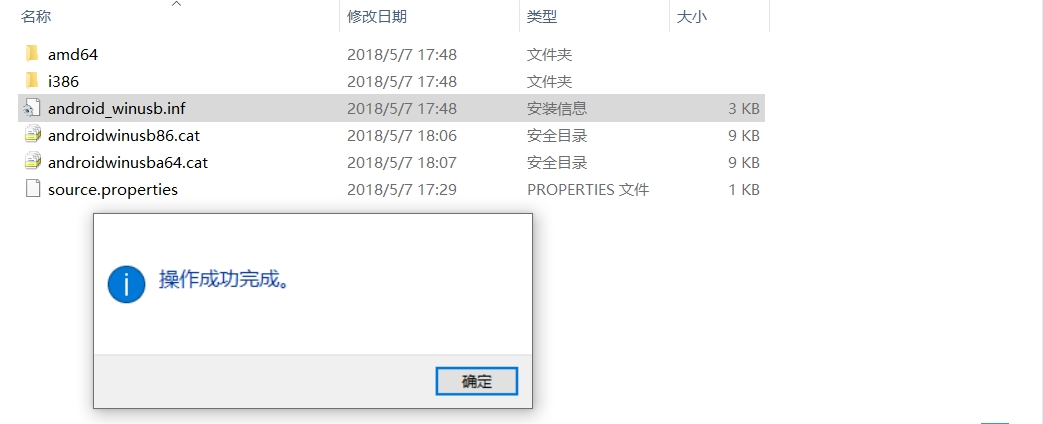 名称 修改日期 类型 大小
amd64 2018/5/7 17:48 文件夹
i386 2018/5/7 17:48 文件夹
android_winusb.inf 2018/5/7 17:48 安装信息 3 KB
androidwinusb86.cat 2018/5/7 18:06 安全目录 9 KB
androidwinusba64.cat 2018/5/7 18:07 安全目录 9 KB
source.properties 2018/5/7 17:29 PROPERTIES 文件 1 KB
操作成功完成。
确定